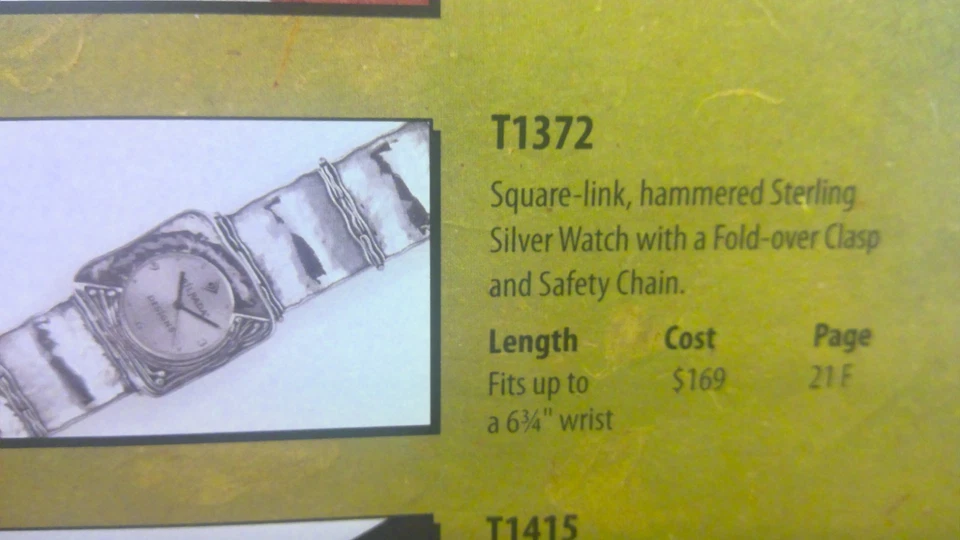 T1372
Square-link, hammered Sterling
Silver Watch with a Fold-over Clasp
and Safety Chain.
Length Cost Page
Fits up to $169 21F
a 6¾" wrist
T1415